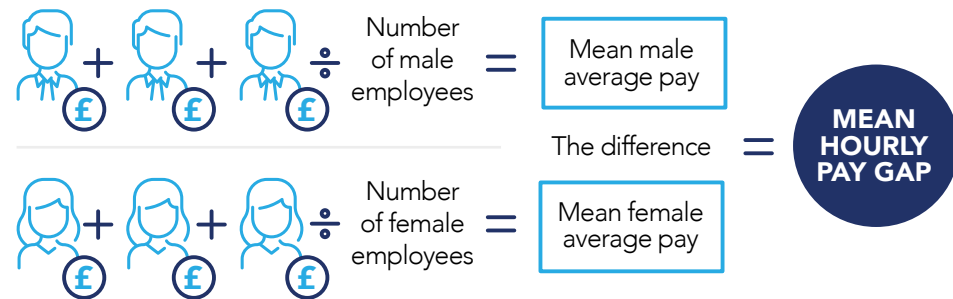 £ + £ + £ ÷
Number
of male
employees
=
Mean male
average pay
The difference
=
MEAN
HOURLY
PAY GAP
£ + £ + £ ÷
Number
of female
employees
=
Mean female
average pay